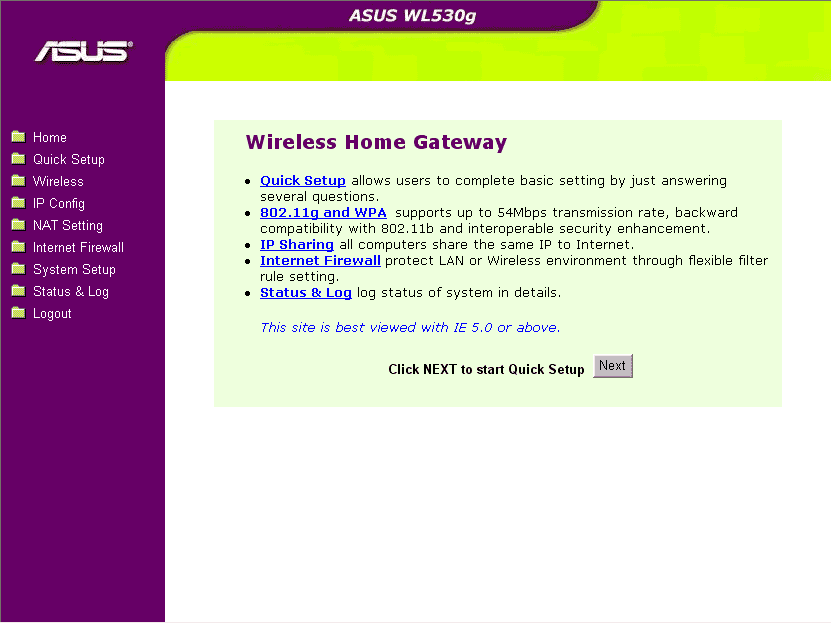 ASUS WL530g
ASUS®
Home
Quick Setup
Wireless
IP Config
NAT Setting
Internet Firewall
System Setup
Status & Log
Logout
Wireless Home Gateway
• Quick Setup allows users to complete basic setting by just answering
several questions.
• 802.11g and WPA supports up to 54Mbps transmission rate, backward
compatibility with 802.11b and interoperable security enhancement.
• IP Sharing all computers share the same IP to Internet.
• Internet Firewall protect LAN or Wireless environment through flexible filter
rule setting.
• Status & Log log status of system in details.
This site is best viewed with IE 5.0 or above.
Click NEXT to start Quick Setup Next